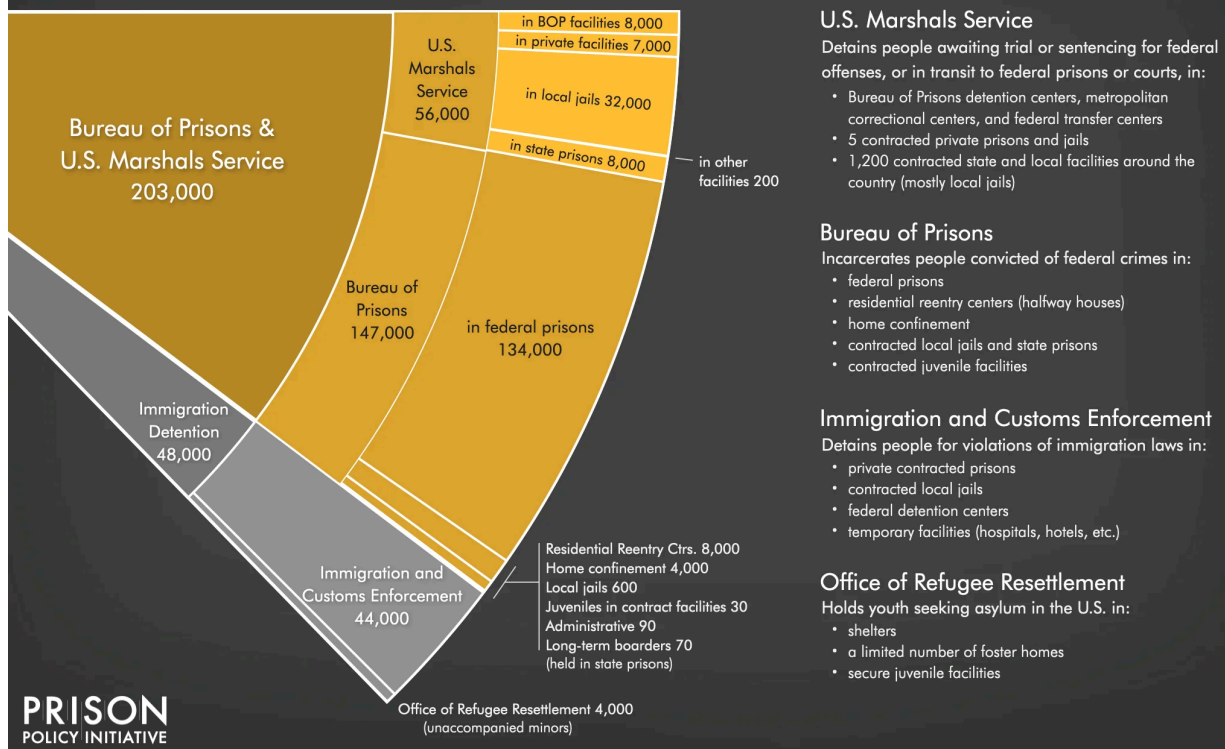 Bureau of Prisons &
U.S. Marshals Service
203,000
U.S.
Marshals
Service
56,000
in BOP facilities 8,000
in private facilities 7,000
in local jails 32,000
in state prisons 8,000
in other
facilities 200
Bureau of
Prisons
147,000
in federal prisons
134,000
Immigration
Detention
48,000
Immigration and
Customs Enforcement
44,000
Residential Reentry Ctrs. 8,000
Home confinement 4,000
Local jails 600
Juveniles in contract facilities 30
Administrative 90
Long-term boarders 70
(held in state prisons)
Office of Refugee Resettlement 4,000
(unaccompanied minors)
PRISON
POLICY INITIATIVE
U.S. Marshals Service
Detains people awaiting trial or sentencing for federal
offenses, or in transit to federal prisons or courts, in:
• Bureau of Prisons detention centers, metropolitan
correctional centers, and federal transfer centers
• 5 contracted private prisons and jails
• 1,200 contracted state and local facilities around the
country (mostly local jails)
Bureau of Prisons
Incarcerates people convicted of federal crimes in:
• federal prisons
• residential reentry centers (halfway houses)
• home confinement
• contracted local jails and state prisons
• contracted juvenile facilities
Immigration and Customs Enforcement
Detains people for violations of immigration laws in:
• private contracted prisons
• contracted local jails
• federal detention centers
• temporary facilities (hospitals, hotels, etc.)
Office of Refugee Resettlement
Holds youth seeking asylum in the U.S. in:
• shelters
• a limited number of foster homes
• secure juvenile facilities